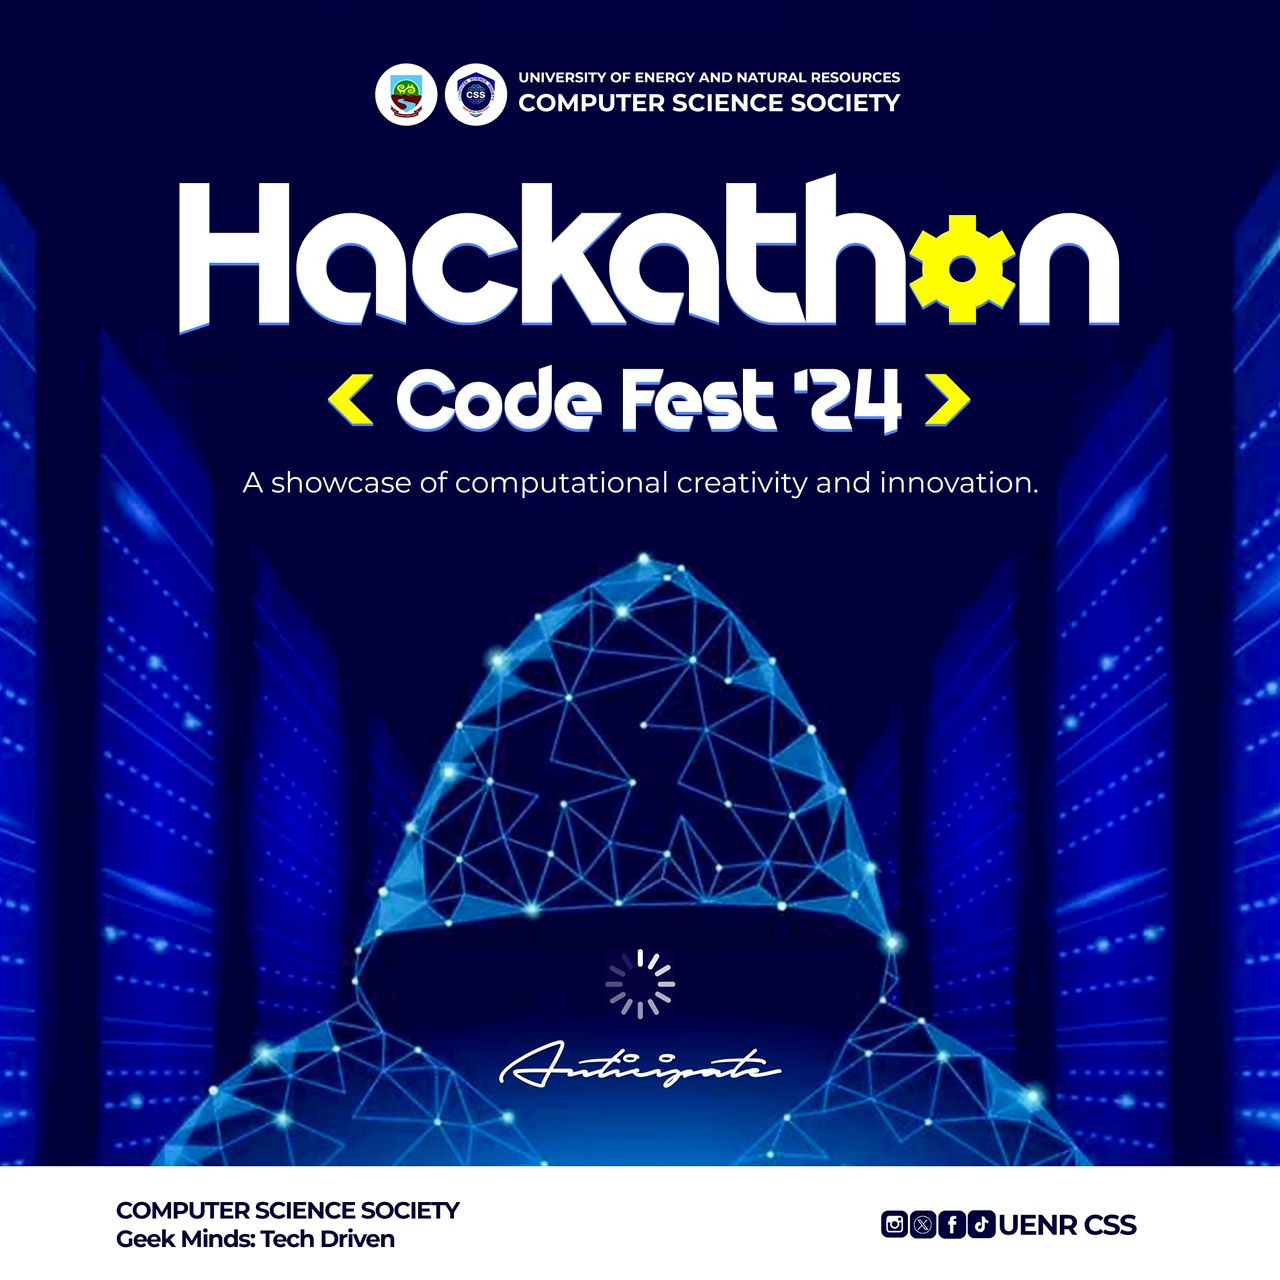 UNIVERSITY OF ENERGY AND NATURAL RESOURCES
COMPUTER SCIENCE SOCIETY
CSS
Hackathon
< Code Fest '24 >
A showcase of computational creativity and innovation.
Anticipate
COMPUTER SCIENCE SOCIETY
Geek Minds: Tech Driven
UENR CSS